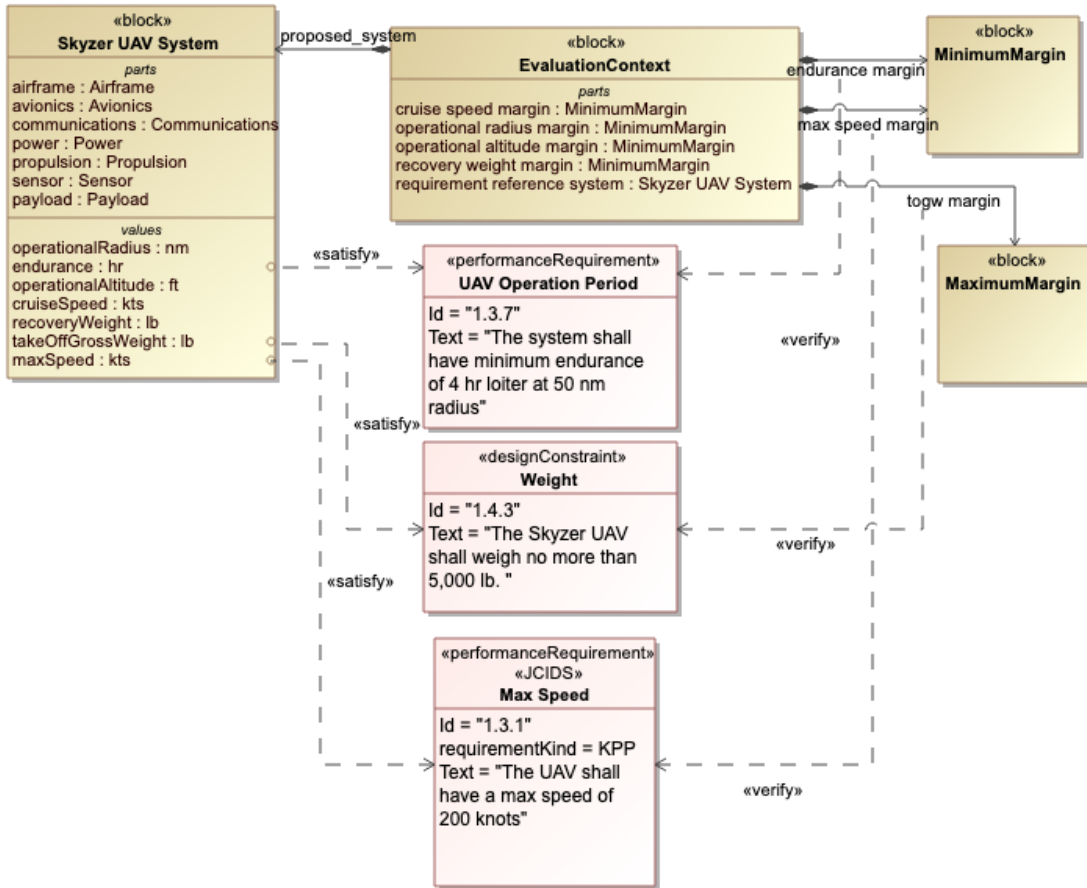 «block»
Skyzer UAV System
parts
airframe : Airframe
avionics : Avionics
communications : Communications
power : Power
propulsion : Propulsion
sensor : Sensor
payload : Payload
values
operationalRadius : nm
endurance : hr
operationalAltitude : ft
cruiseSpeed : kts
recoveryWeight : lb
takeOffGrossWeight : lb
maxSpeed : kts
proposed_system
«block»
EvaluationContext
parts
cruise speed margin : MinimumMargin
operational radius margin : MinimumMargin
operational altitude margin : MinimumMargin
recovery weight margin : MinimumMargin
requirement reference system : Skyzer UAV System
endurance margin
max speed margin
togw margin
«block»
MinimumMargin
«block»
MaximumMargin
«satisfy»
«performanceRequirement»
UAV Operation Period
Id = "1.3.7"
Text = "The system shall
have minimum endurance
of 4 hr loiter at 50 nm
radius"
«verify»
«satisfy»
«designConstraint»
Weight
Id = "1.4.3"
Text = "The Skyzer UAV
shall weigh no more than
5,000 lb. "
«verify»
«satisfy»
«performanceRequirement»
«JCIDS»
Max Speed
Id = "1.3.1"
requirementKind = KPP
Text = "The UAV shall
have a max speed of
200 knots"
«verify»